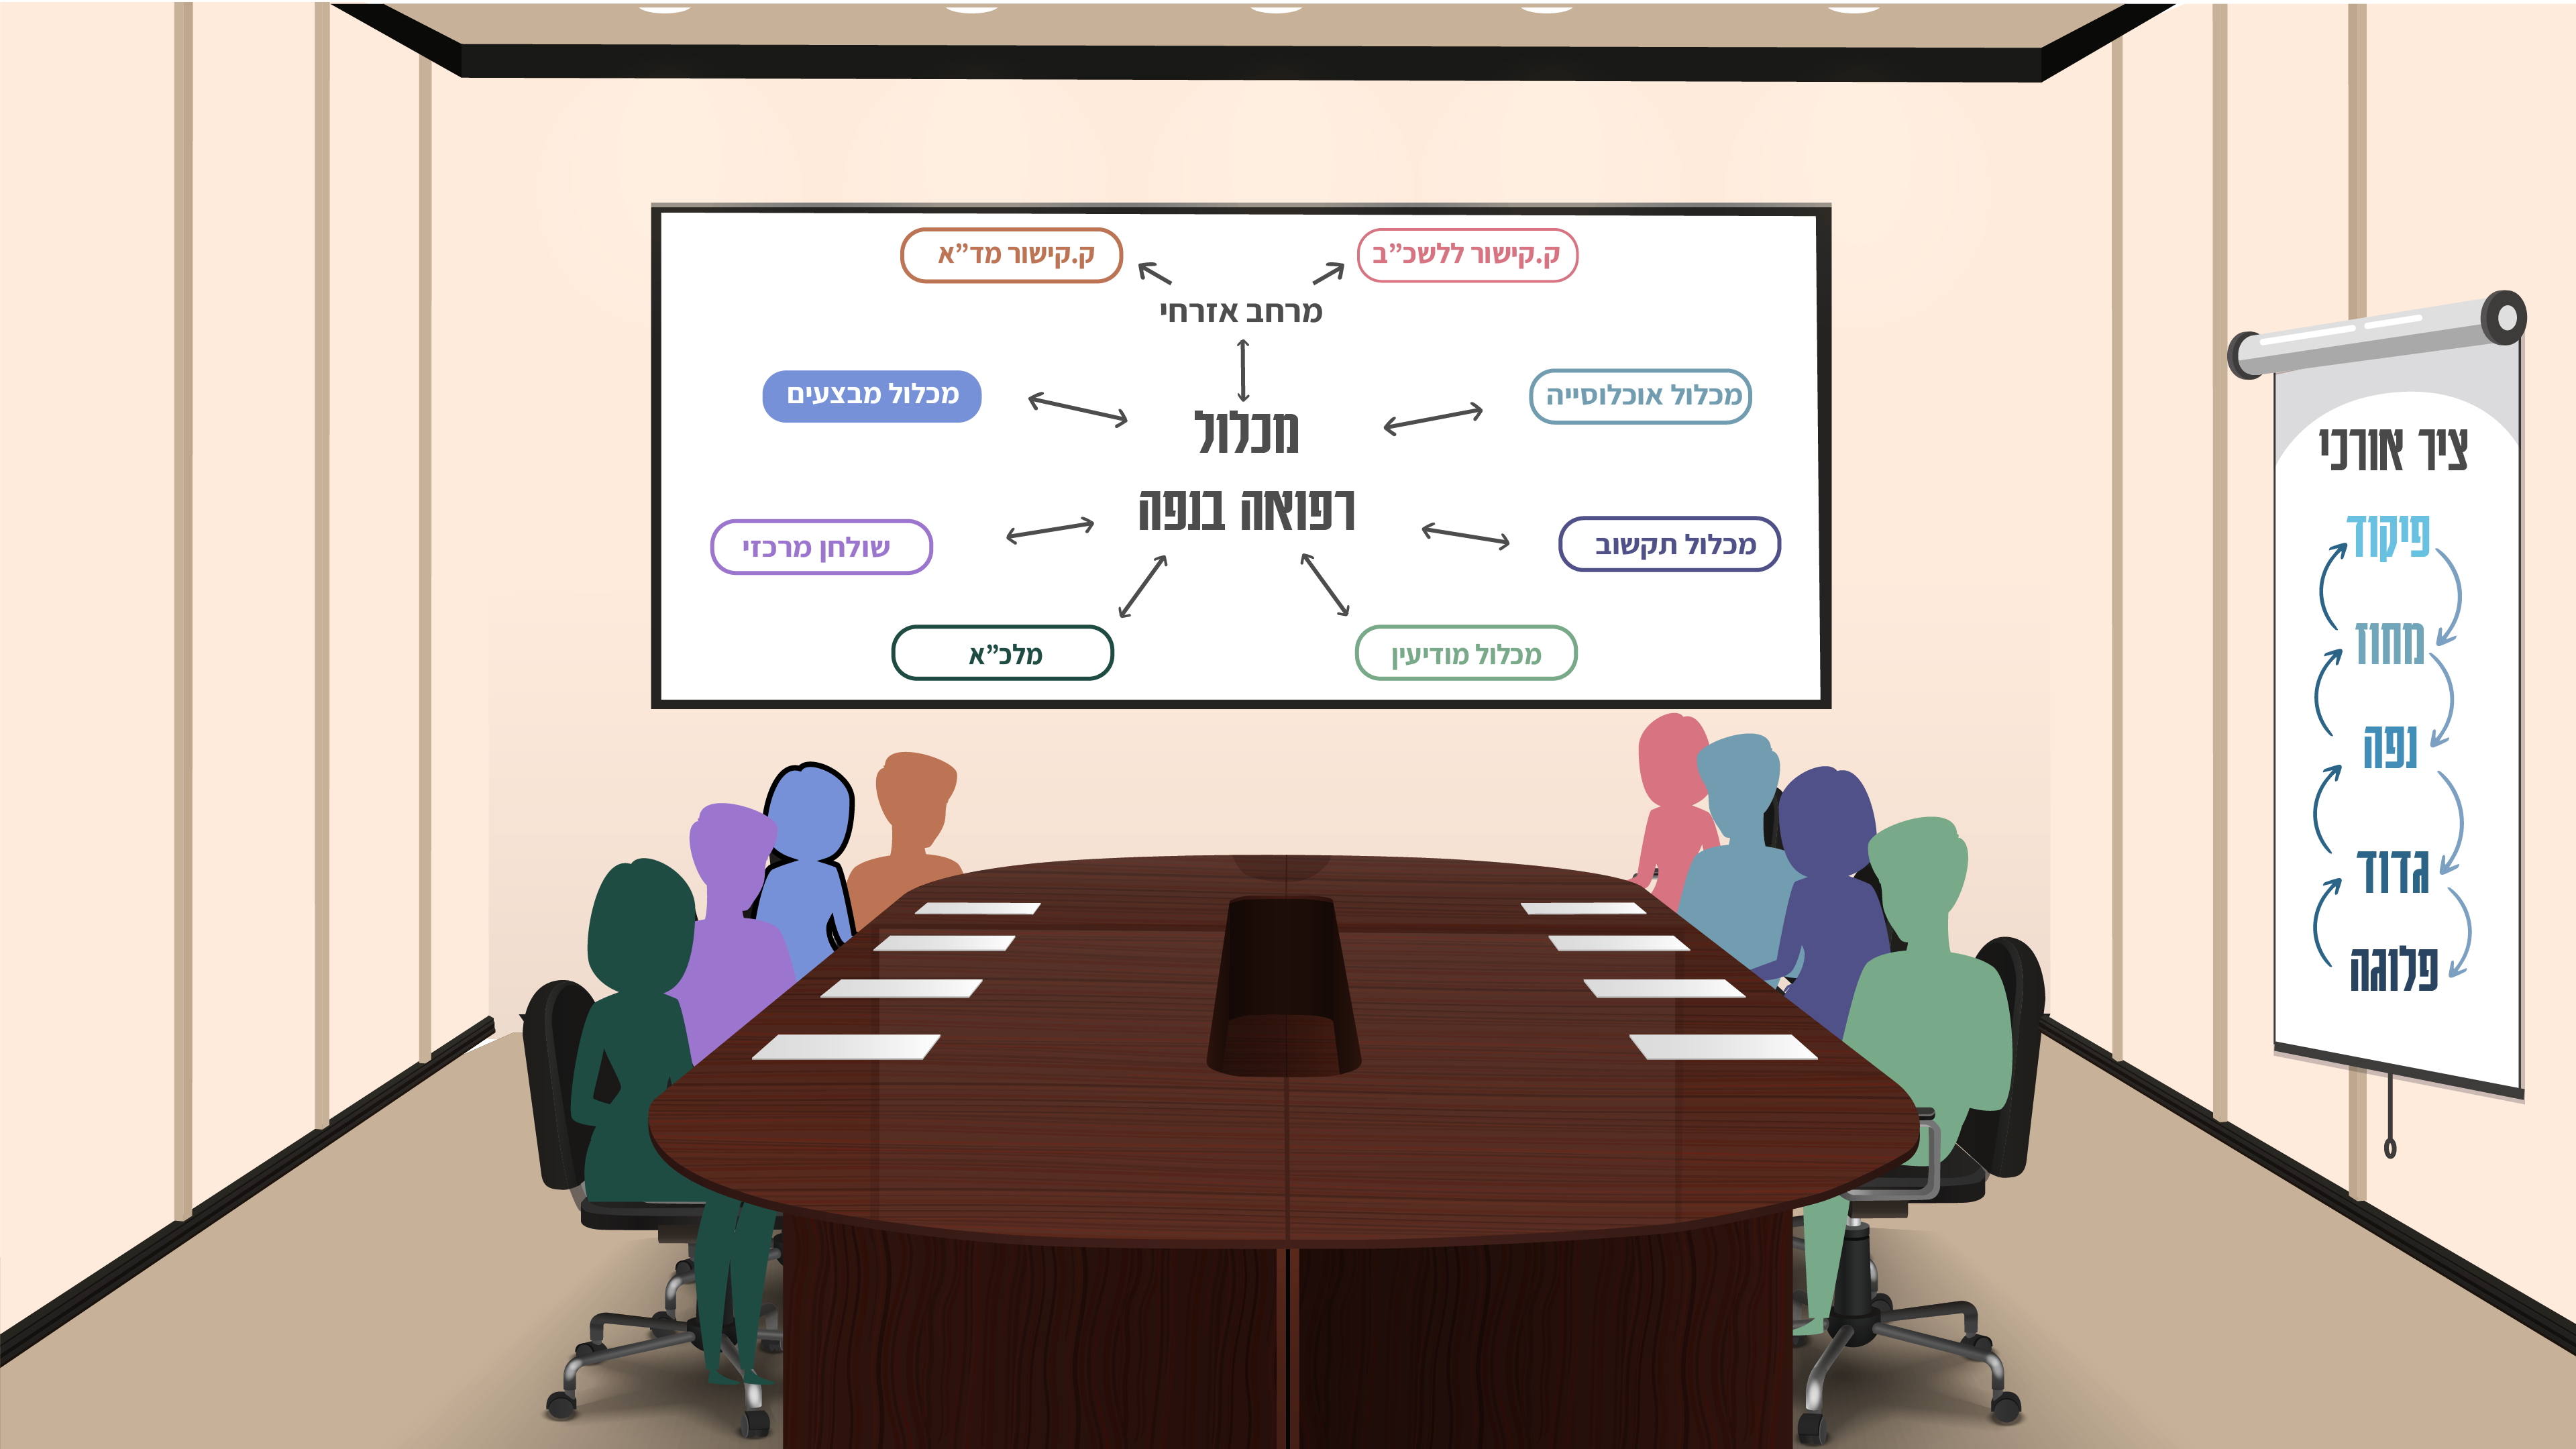 ק.קישור ללשכ”ב
ק.קישור מד”א
מרחב אזרחי
מכלול אוכלוסייה
מכלול מבצעים
מכלול
רפואה בנפה
מכלול תקשוב
שולחן מרכזי
מכלול מודיעין
מלכ”א
ציר אורכי
פיקוד
מחוז
נפה
גדוד
פלוגה